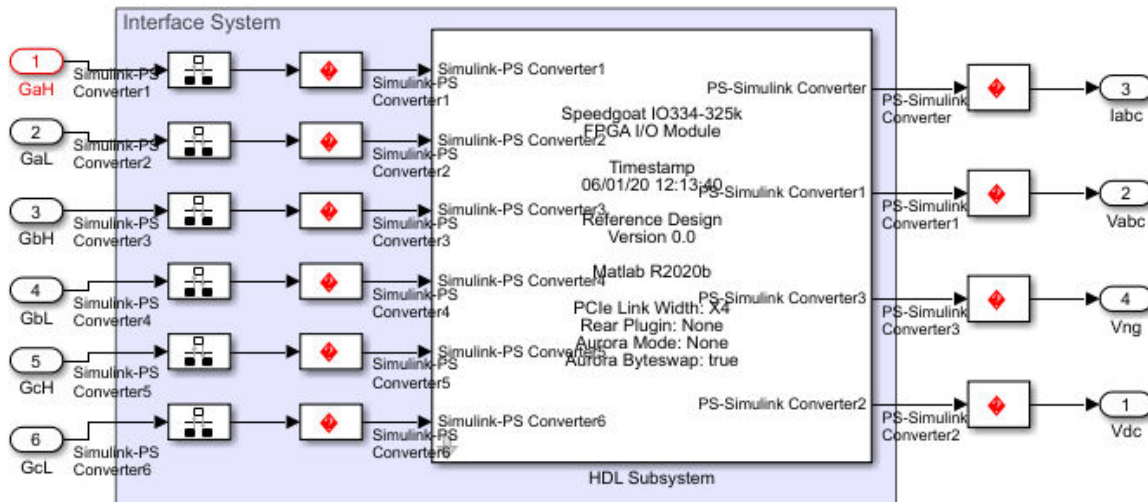 Interface System
1
GaH
Simulink-PS
Converter1
Simulink-PS
Converter1
Simulink-PS Converter1
2
GaL
Simulink-PS
Converter2
Simulink-PS
Converter2
Simulink-PS Converter2
3
GbH
Simulink-PS
Converter3
Simulink-PS
Converter3
Simulink-PS Converter3
4
GbL
Simulink-PS
Converter4
Simulink-PS
Converter4
Simulink-PS Converter4
5
GcH
Simulink-PS
Converter5
Simulink-PS
Converter5
Simulink-PS Converter5
6
GcL
Simulink-PS
Converter6
Simulink-PS
Converter6
Simulink-PS Converter6
Speedgoat IO334-325k
FPGA I/O Module
Timestamp
06/01/20 12:13:40
Reference Design
Version 0.0
Matlab R2020b
PCIe Link Width: X4
Rear Plugin: None
Aurora Mode: None
Aurora Byteswap: true
HDL Subsystem
PS-Simulink Converter
PS-Simulink
Converter
3
Iabc
PS-Simulink Converter1
PS-Simulink
Converter1
2
Vabc
PS-Simulink Converter3
PS-Simulink
Converter3
4
Vng
PS-Simulink Converter2
PS-Simulink
Converter2
1
Vdc